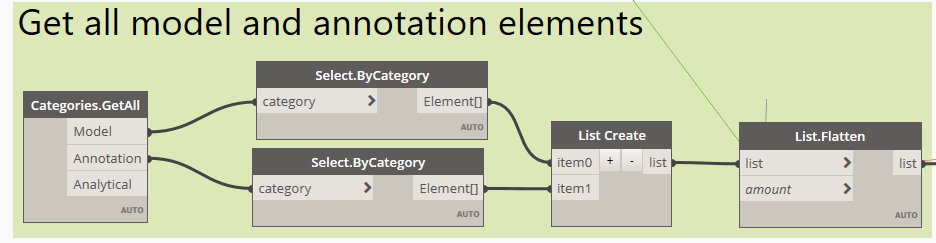 Get all model and annotation elements
Categories.GetAll
Model
Annotation
Analytical
AUTO
Select.ByCategory
category > Element[]
AUTO
Select.ByCategory
category > Element[]
AUTO
List Create
item0 + - list
item1
List.Flatten
list > list
amount >
AUTO